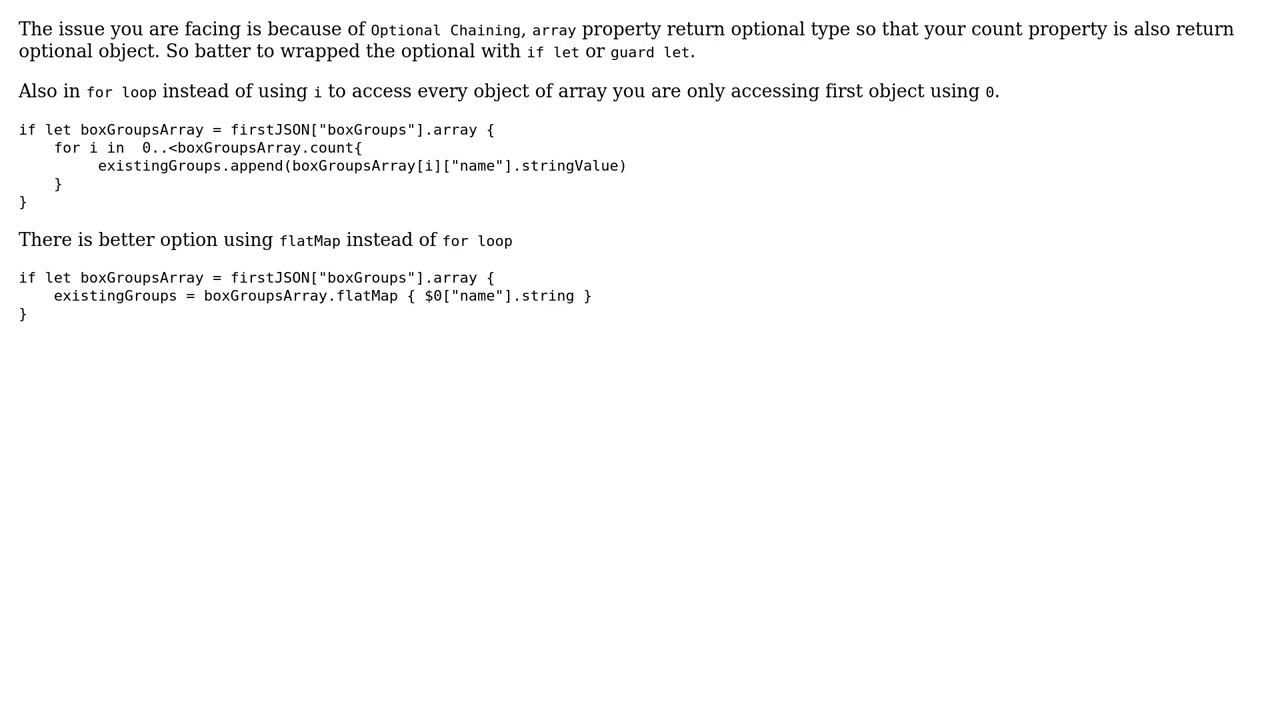 The issue you are facing is because of Optional Chaining, array property return optional type so that your count property is also return
optional object. So batter to wrapped the optional with if let or guard let.
Also in for loop instead of using i to access every object of array you are only accessing first object using 0.
if let boxGroupsArray = firstJSON["boxGroups"].array {
    for i in  0..<boxGroupsArray.count{
         existingGroups.append(boxGroupsArray[i]["name"].stringValue)
    }
}
There is better option using flatMap instead of for loop
if let boxGroupsArray = firstJSON["boxGroups"].array {
    existingGroups = boxGroupsArray.flatMap { $0["name"].string }
}